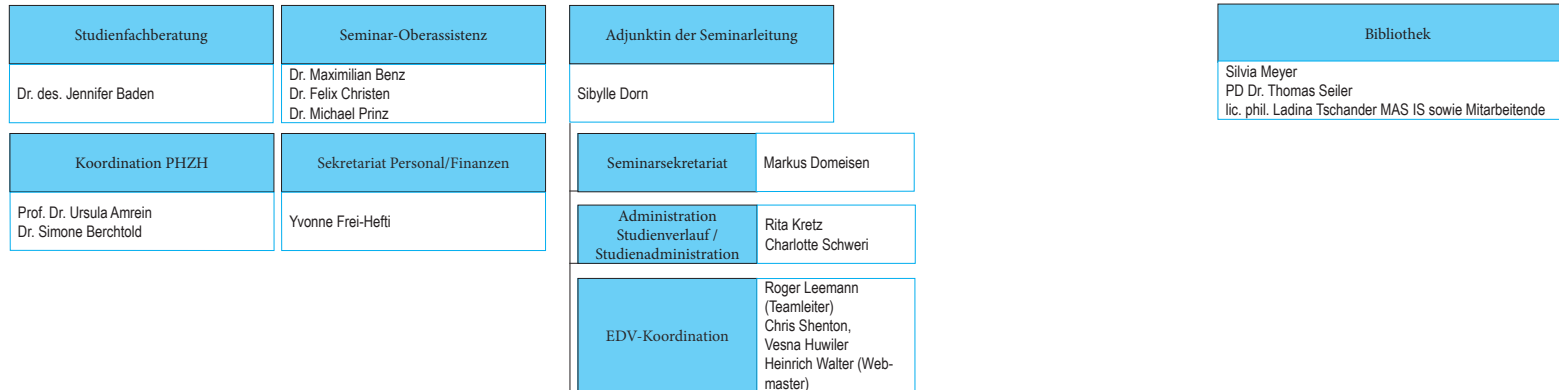 Studienfachberatung
Dr. des. Jennifer Baden
Seminar-Oberassistenz
Dr. Maximilian Benz
Dr. Felix Christen
Dr. Michael Prinz
Adjunktin der Seminarleitung
Sibylle Dorn
Bibliothek
Silvia Meyer
PD Dr. Thomas Seiler
lic. phil. Ladina Tschander MAS IS sowie Mitarbeitende
Koordination PHZH
Prof. Dr. Ursula Amrein
Dr. Simone Berchtold
Sekretariat Personal/Finanzen
Yvonne Frei-Hefti
Seminarsekretariat
Markus Domeisen
Administration
Studienverlauf /
Studienadministration
Rita Kretz
Charlotte Schweri
EDV-Koordination
Roger Leemann
(Teamleiter)
Chris Shenton,
Vesna Huwiler
Heinrich Walter (Web-
master)